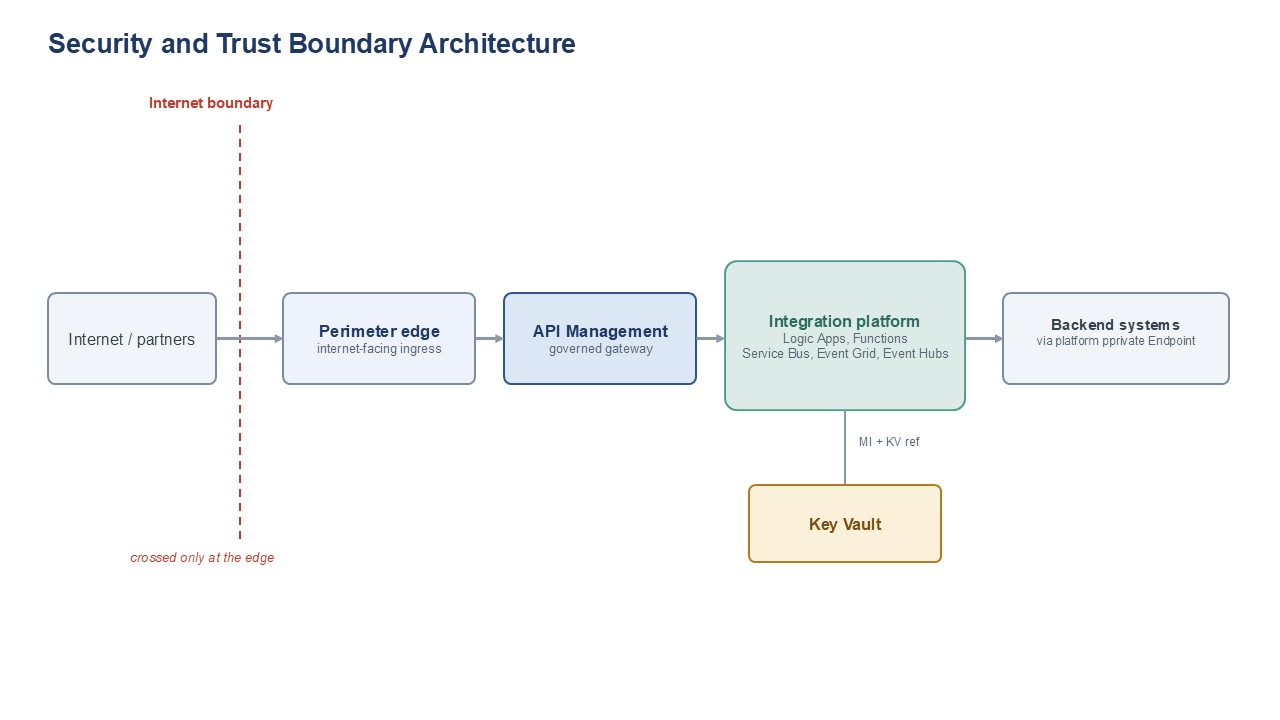 Security and Trust Boundary Architecture
Internet boundary
Internet / partners
Perimeter edge
internet-facing ingress
API Management
governed gateway
Integration platform
Logic Apps, Functions
Service Bus, Event Grid, Event Hubs
Backend systems
via platform pprivate Endpoint
MI + KV ref
Key Vault
crossed only at the edge